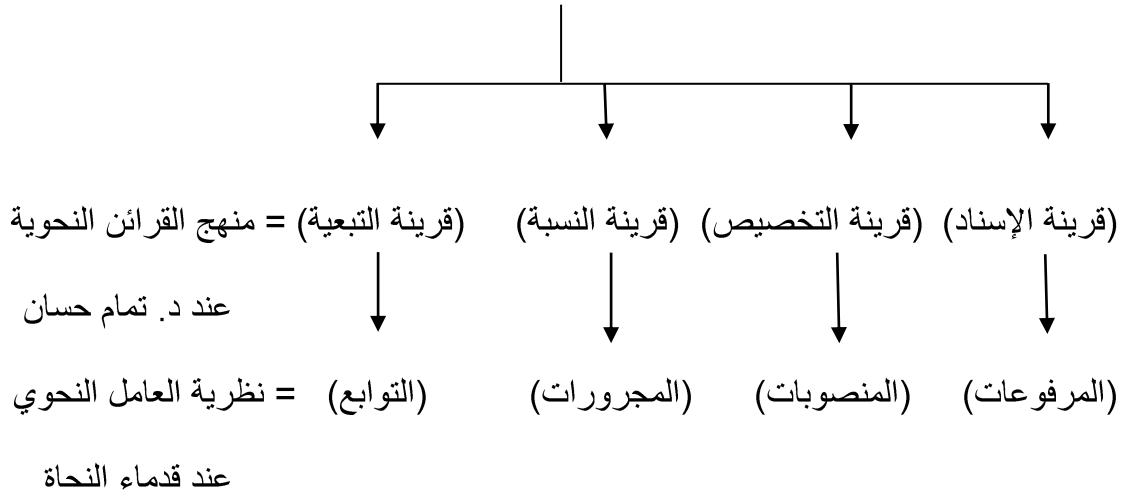 (قرينة الإسناد) (قرينة التخصيص) (قرينة النسبة) (قرينة التبعية) = منهج القرائن النحوية
عند د. تمام حسان
(المرفوعات) (المنصوبات) (المجرورات) (التوابع) = نظرية العامل النحوي
عند قدماء النحاة